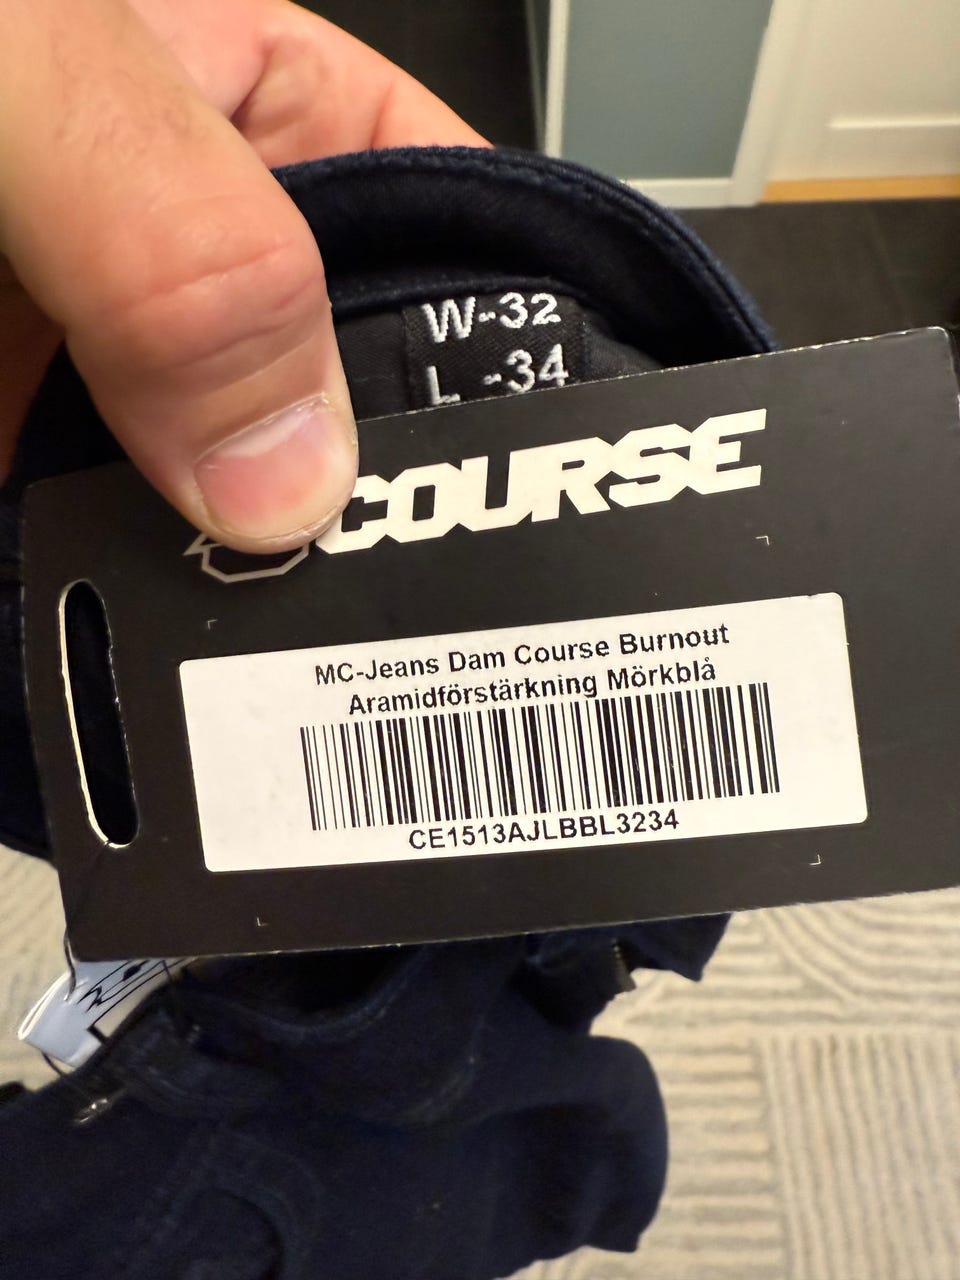 W-32
L -34
COURSE
MC-Jeans Dam Course Burnout
Aramidförstärkning Mörkblå
CE1513AJLBBL3234